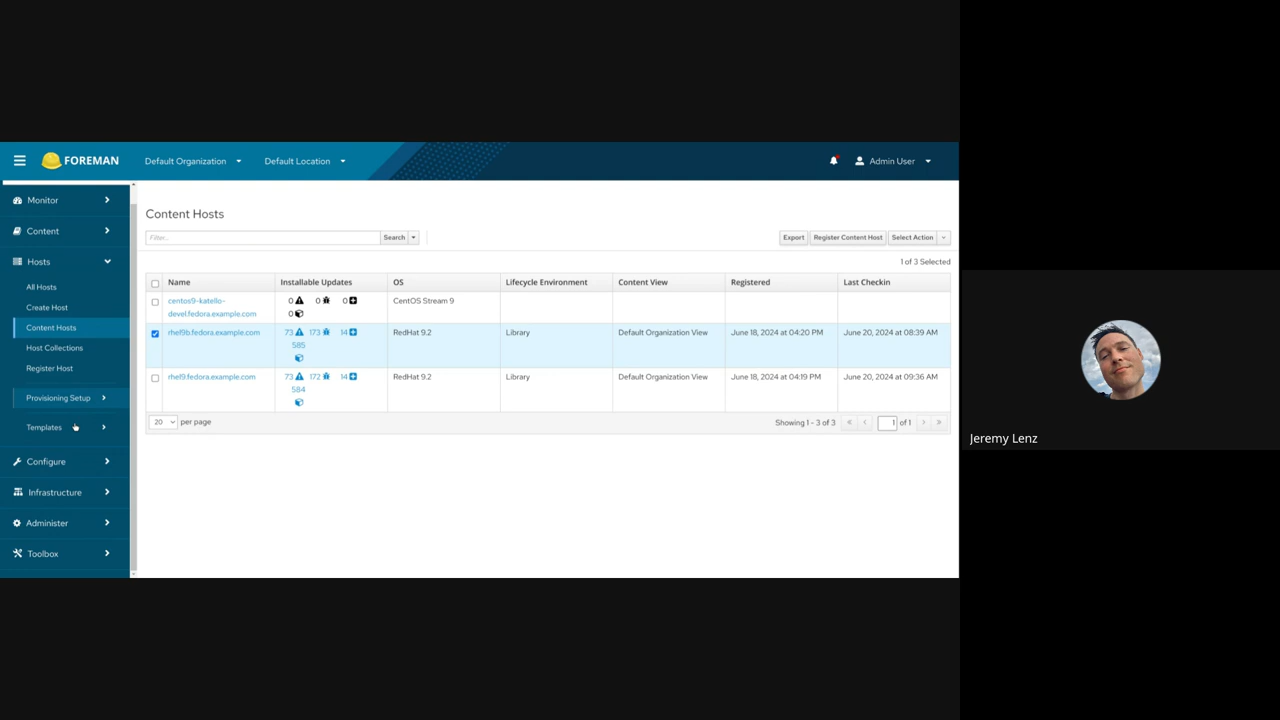 FOREMAN
Default Organization
Default Location
Admin User
Monitor
Content
Hosts
All Hosts
Create Host
Content Hosts
Host Collections
Register Host
Provisioning Setup
Templates
Configure
Infrastructure
Administer
Toolbox
Content Hosts
Filter...
Search
Export
Register Content Host
Select Action
1 of 3 Selected
Name Installable Updates OS Lifecycle Environment Content View Registered Last Checkin
centos9-katello-
devel.fedora.example.com
0 0 0
0
CentOS Stream 9
rhel9b.fedora.example.com
73 173 14
585
RedHat 9.2 Library Default Organization View June 18, 2024 at 04:20 PM June 20, 2024 at 08:39 AM
rhel9.fedora.example.com
73 172 14
584
RedHat 9.2 Library Default Organization View June 18, 2024 at 04:19 PM June 20, 2024 at 09:36 AM
20 per page
Showing 1 - 3 of 3 « ‹ 1 of 1 › »
Jeremy Lenz